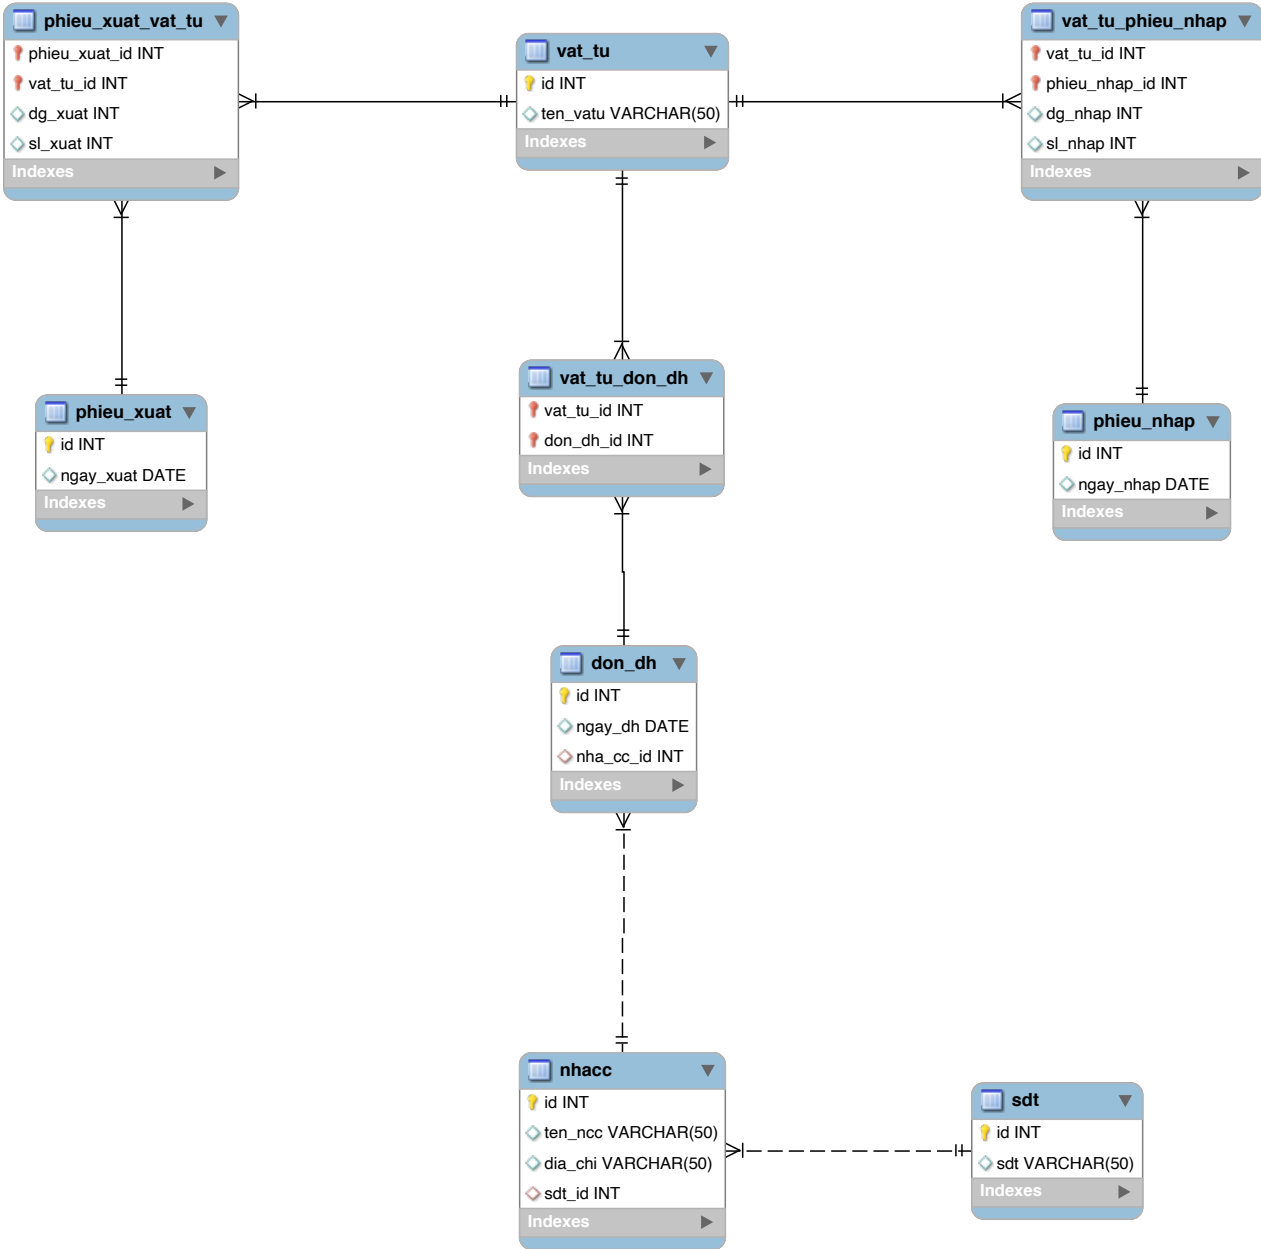 phieu_xuat_vat_tu
phieu_xuat_id INT
vat_tu_id INT
dg_xuat INT
sl_xuat INT
Indexes
vat_tu
id INT
ten_vatu VARCHAR(50)
Indexes
vat_tu_phieu_nhap
vat_tu_id INT
phieu_nhap_id INT
dg_nhap INT
sl_nhap INT
Indexes
phieu_xuat
id INT
ngay_xuat DATE
Indexes
vat_tu_don_dh
vat_tu_id INT
don_dh_id INT
Indexes
phieu_nhap
id INT
ngay_nhap DATE
Indexes
don_dh
id INT
ngay_dh DATE
nha_cc_id INT
Indexes
nhacc
id INT
ten_ncc VARCHAR(50)
dia_chi VARCHAR(50)
sdt_id INT
Indexes
sdt
id INT
sdt VARCHAR(50)
Indexes